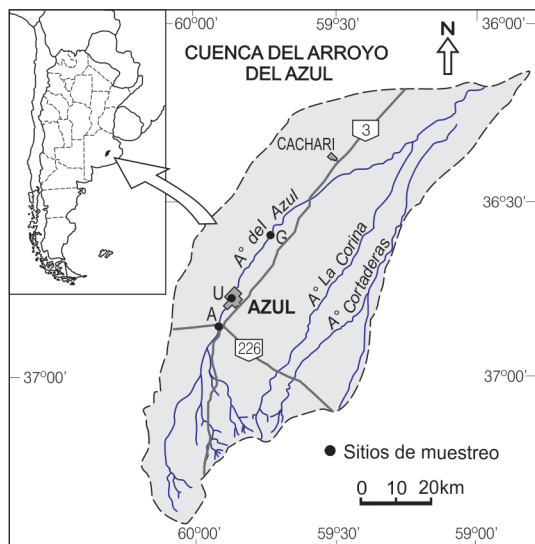 60°00'
59°30'
36°00'
CUENCA DEL ARROYO
DEL AZUL
N
3
CACHARI
36°30'
A° del Azul
G
A° La Corina
A° Cortaderas
U
AZUL
A
226
37°00'
37°00'
Sitios de muestreo
0 10 20km
60°00'
59°30'
59°00'